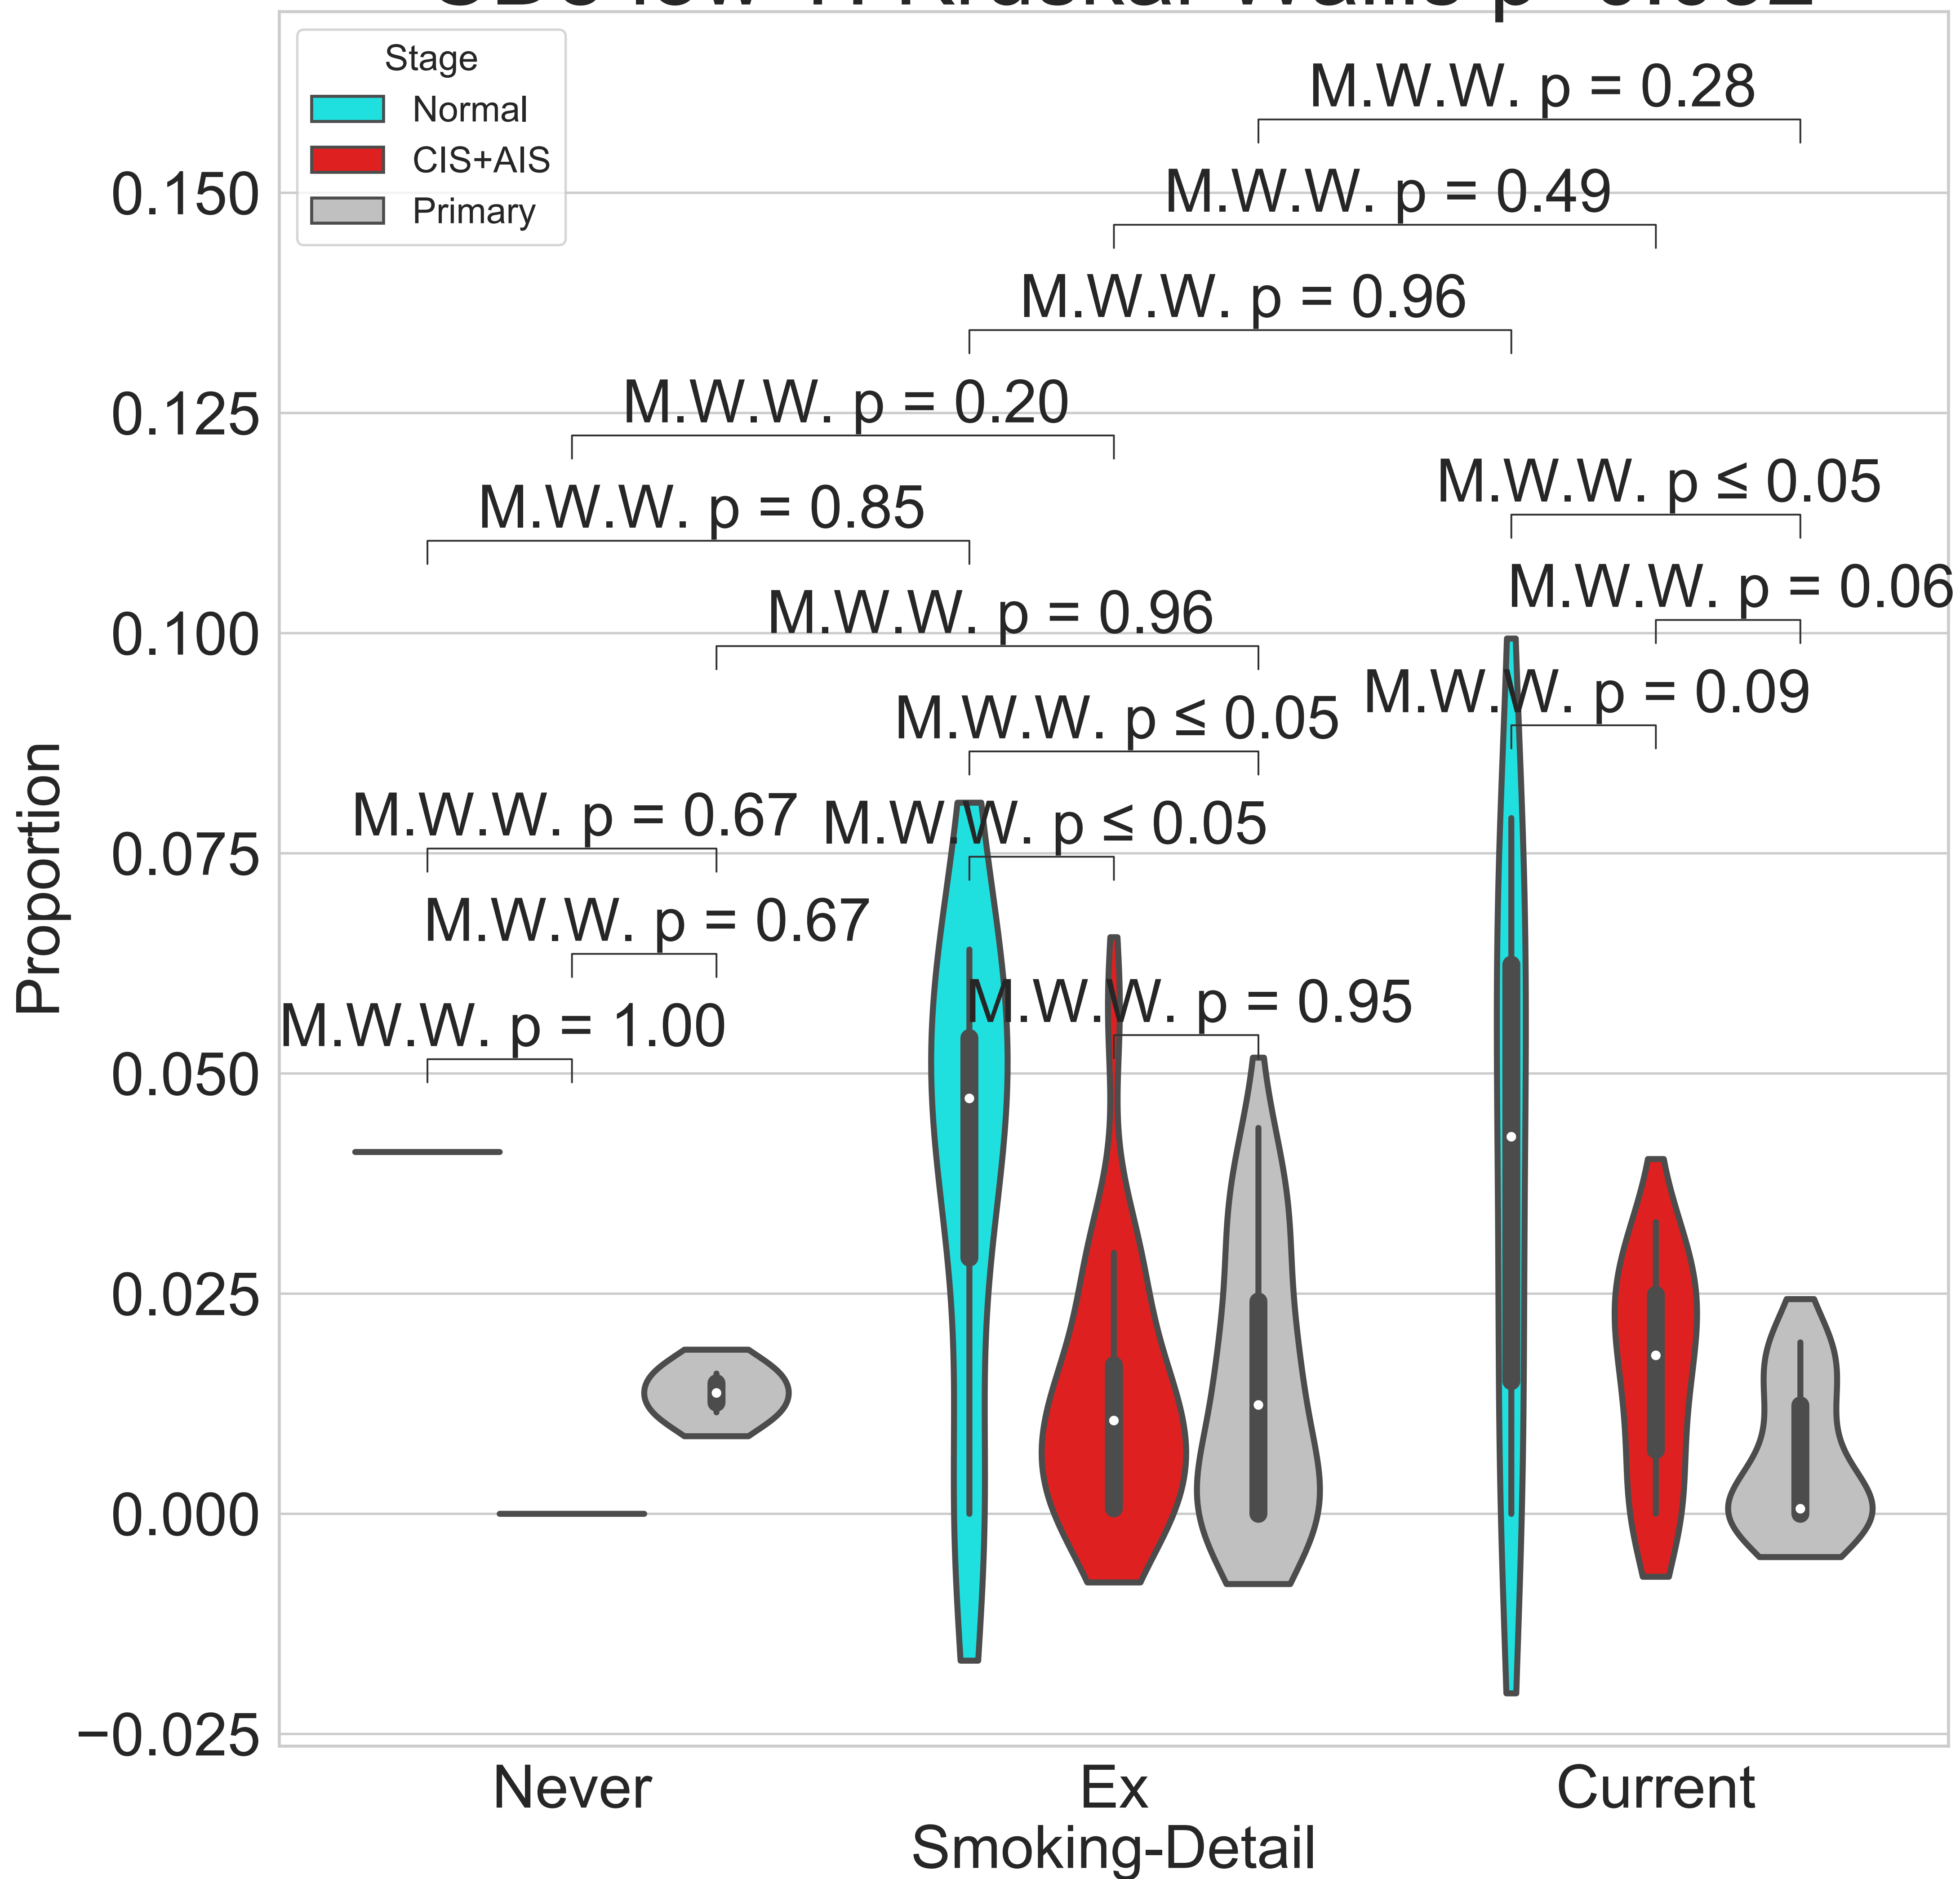 Stage
Normal
CIS+AIS
Primary
M.W.W. p = 0.28
M.W.W. p = 0.49
M.W.W. p = 0.96
M.W.W. p = 0.20
M.W.W. p = 0.85
M.W.W. p ≤ 0.05
M.W.W. p = 0.06
M.W.W. p = 0.96
M.W.W. p = 0.09
M.W.W. p ≤ 0.05
M.W.W. p = 0.67
M.W.W. p ≤ 0.05
M.W.W. p = 0.67
M.W.W. p = 0.95
M.W.W. p = 1.00
0.150
0.125
0.100
0.075
0.050
0.025
0.000
−0.025
Proportion
Never
Ex
Current
Smoking-Detail